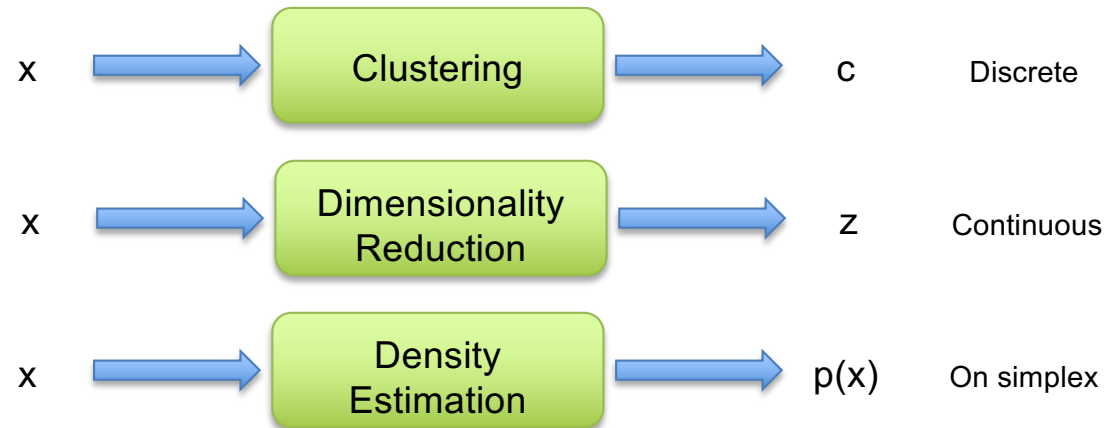 x Clustering c Discrete
x Dimensionality Reduction z Continuous
x Density Estimation p(x) On simplex